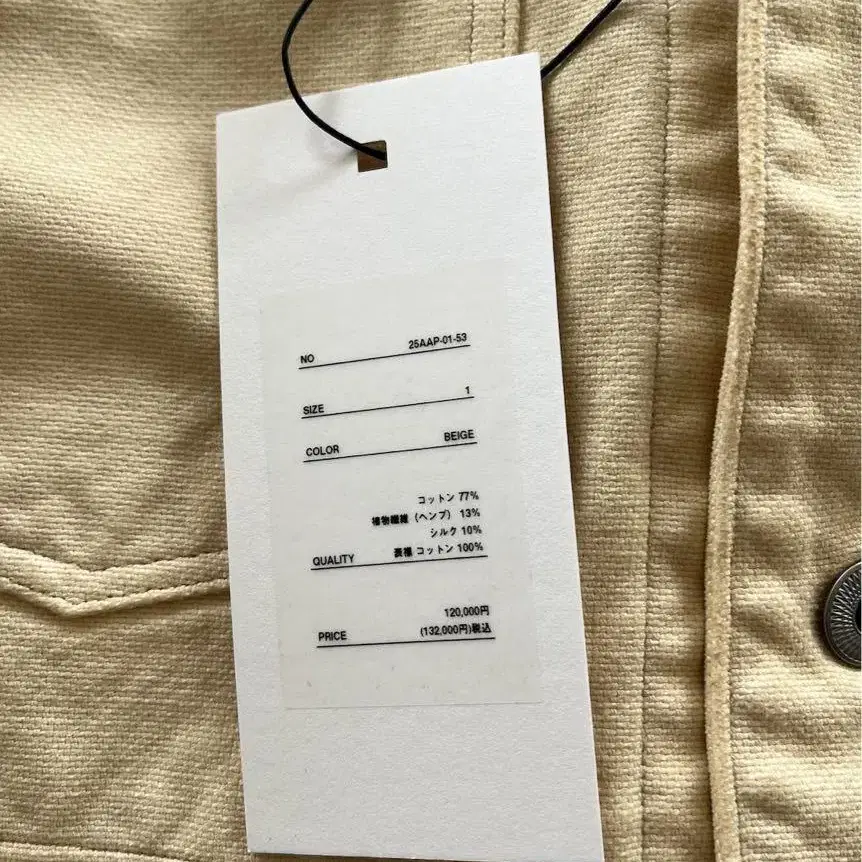 NO 25AAP-01-53
SIZE 1
COLOR BEIGE
コットン 77%
植物繊維（ヘンプ） 13%
シルク 10%
コットン 100%
QUALITY
120,000円
PRICE (132,000円)税込